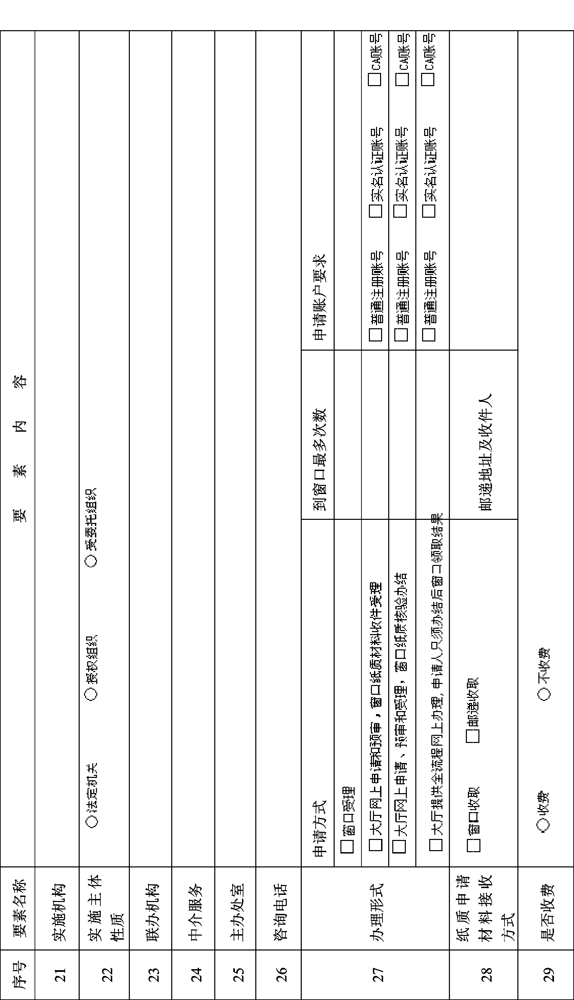 序号 要素名称 要素内容
21 实施机构
22 实施主体性质 ○法定机关 ○授权组织 ○受委托组织
23 联办机构
24 中介服务
25 主办处室
26 咨询电话
27 办理形式 申请方式 到窗口最多次数 申请账户要求
□窗口受理
□大厅网上申请和预审，窗口纸质材料收件受理 □普通注册账号 □实名认证账号 □CA账号
□大厅网上申请、预审和受理，窗口纸质核验办结 □普通注册账号 □实名认证账号 □CA账号
□大厅提供全流程网上办理,申请人只须办结后窗口领取结果 □普通注册账号 □实名认证账号 □CA账号
28 纸质申请材料接收方式 □窗口收取 □邮递收取 邮递地址及收件人
29 是否收费 ○收费 ○不收费